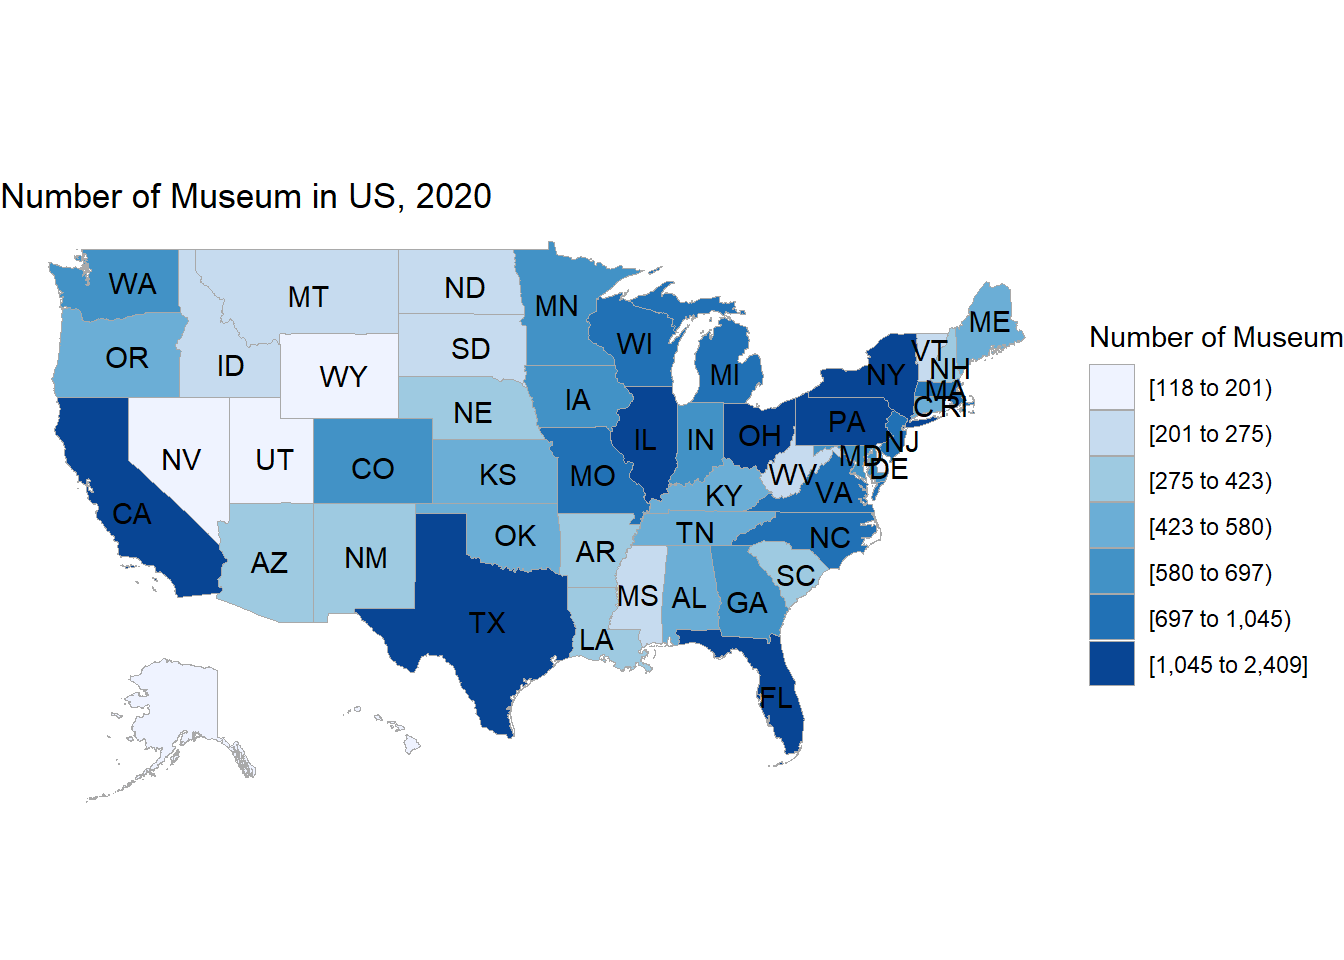 Number of Museum in US, 2020
WA
MT
ND
MN
ME
OR
ID
WY
SD
WI
MI
NY
VT
NH
MA
NE
IA
CT
RI
NV
UT
CO
KS
MO
IL
IN
OH
PA
NJ
MD
DE
WV
VA
KY
CA
AZ
NM
OK
AR
TN
NC
SC
MS
AL
GA
TX
LA
FL
Number of Museum
[118 to 201)
[201 to 275)
[275 to 423)
[423 to 580)
[580 to 697)
[697 to 1,045)
[1,045 to 2,409]